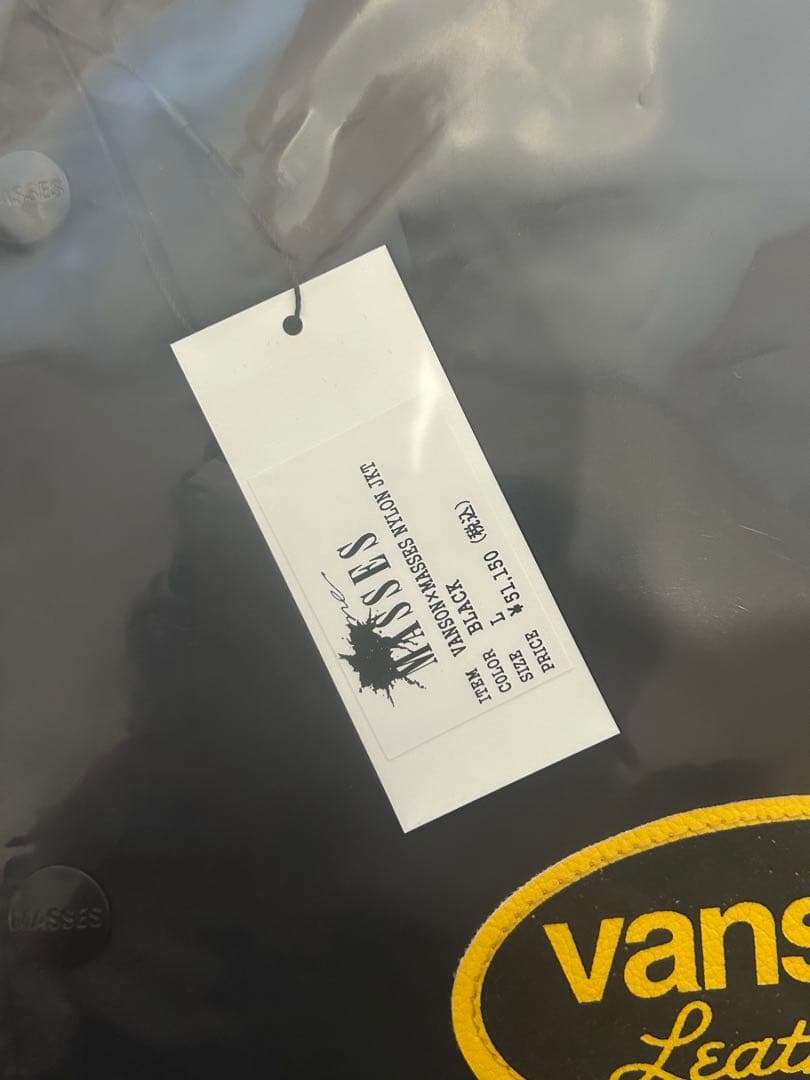 MASSES
MASSES
ITEM VANSON×MASSES NYLON JKT
COLOR BLACK
SIZE L
PRICE ¥51,150 (税込)
MASSES
vans
Leat